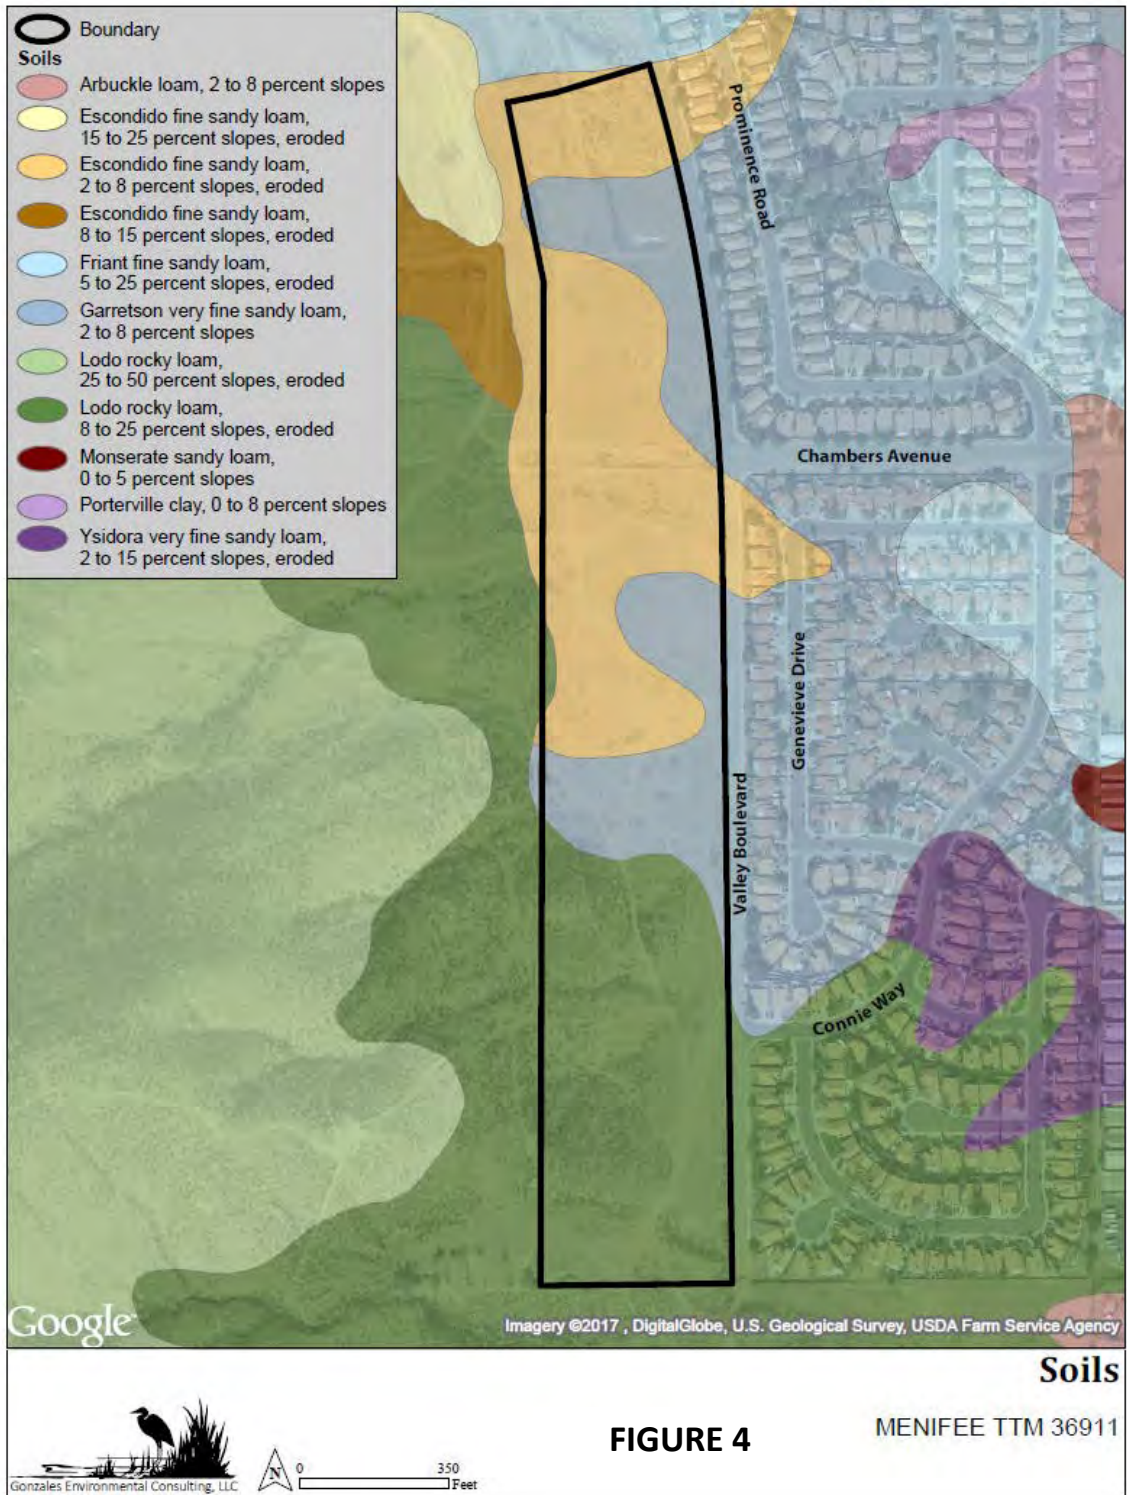 Boundary
Soils
Arbuckle loam, 2 to 8 percent slopes
Escondido fine sandy loam,
15 to 25 percent slopes, eroded
Escondido fine sandy loam,
2 to 8 percent slopes, eroded
Escondido fine sandy loam,
8 to 15 percent slopes, eroded
Friant fine sandy loam,
5 to 25 percent slopes, eroded
Garretson very fine sandy loam,
2 to 8 percent slopes
Lodo rocky loam,
25 to 50 percent slopes, eroded
Lodo rocky loam,
8 to 25 percent slopes, eroded
Monserate sandy loam,
0 to 5 percent slopes
Porterville clay, 0 to 8 percent slopes
Ysidora very fine sandy loam,
2 to 15 percent slopes, eroded
Prominence Road
Chambers Avenue
Genevieve Drive
Valley Boulevard
Connie Way
Google
Imagery ©2017 , DigitalGlobe, U.S. Geological Survey, USDA Farm Service Agency
Soils
FIGURE 4
MENIFEE TTM 36911
Gonzales Environmental Consulting, LLC
N
0 350
Feet